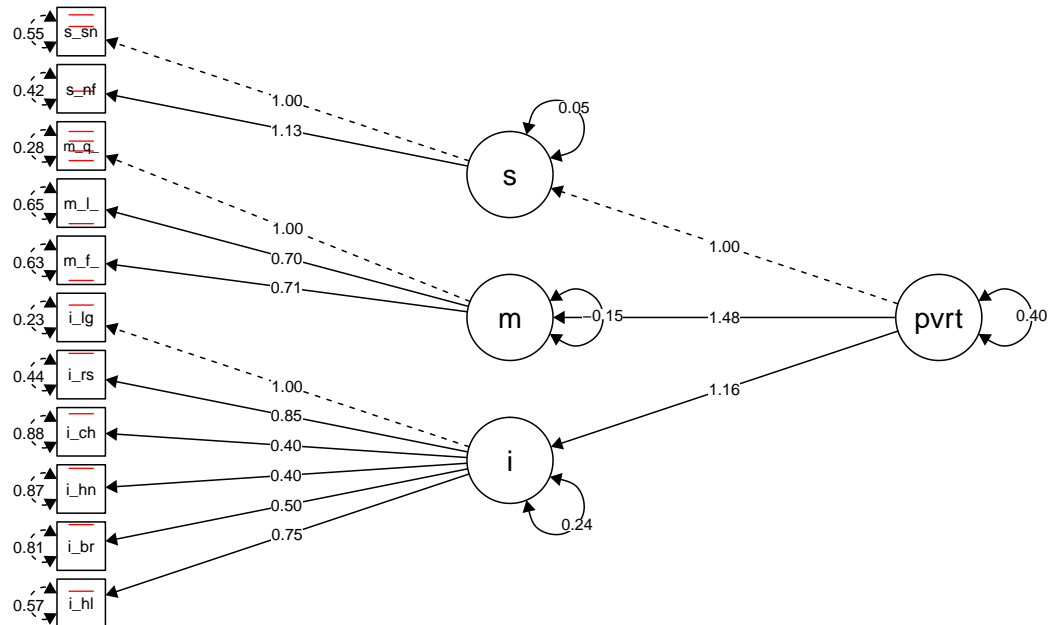 0.55 s_sn
0.42 s_nf
0.28 m_q_
0.65 m_l_
0.63 m_f_
0.23 i_lg
0.44 i_rs
0.88 i_ch
0.87 i_hn
0.81 i_br
0.57 i_hl
1.00
1.13
1.00
0.70
0.71
1.00
0.85
0.40
0.40
0.50
0.75
s
0.05
m
−0.15
i
0.24
1.00
1.48
1.16
pvrt
0.40